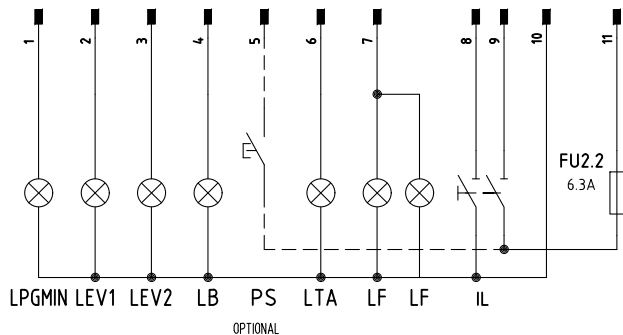 1 2 3 4 5 6 7 8 9 10 11
FU2.2
6.3A
LPGMIN LEV1 LEV2 LB PS LTA LF LF IL
OPTIONAL